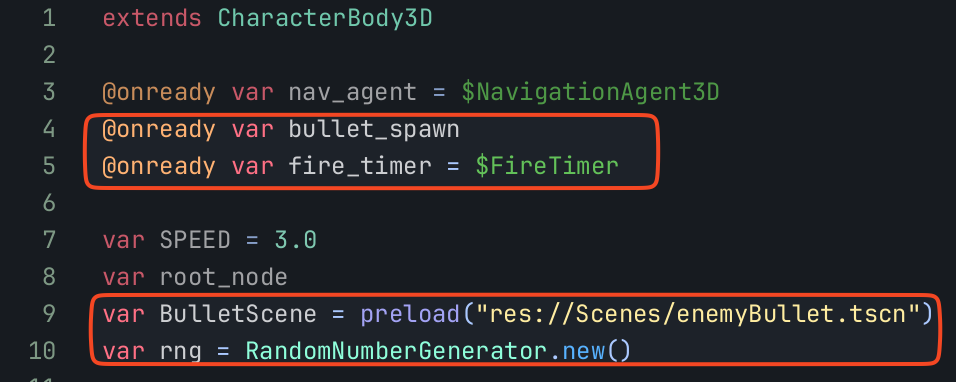 1 extends CharacterBody3D
2
3 @onready var nav_agent = $NavigationAgent3D
4 @onready var bullet_spawn
5 @onready var fire_timer = $FireTimer
6
7 var SPEED = 3.0
8 var root_node
9 var BulletScene = preload("res://Scenes/enemyBullet.tscn")
10 var rng = RandomNumberGenerator.new()